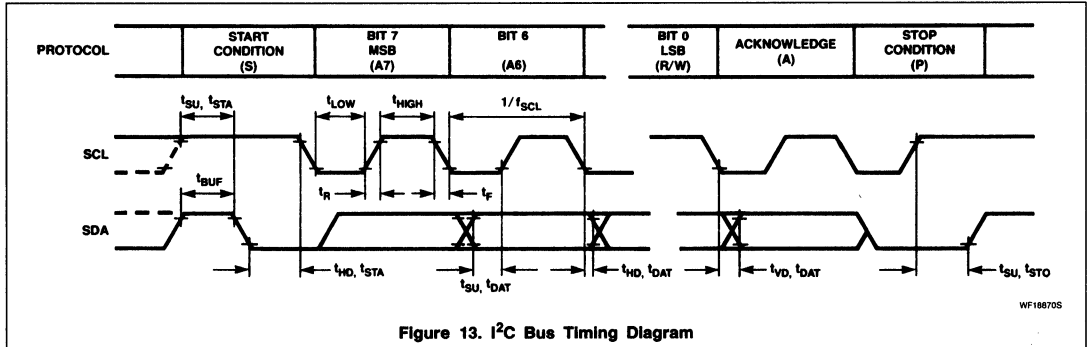 PROTOCOL
START
CONDITION
(S)
BIT 7
MSB
(A7)
BIT 6
(A6)
BIT 0
LSB
(R/W)
ACKNOWLEDGE
(A)
STOP
CONDITION
(P)
tSU, tSTA
tLOW
tHIGH
1/fSCL
SCL
tBUF
tR
tF
SDA
tHD, tSTA
tSU, tDAT
tHD, tDAT
tVD, tDAT
tSU, tSTO
WF18870S
Figure 13. I²C Bus Timing Diagram